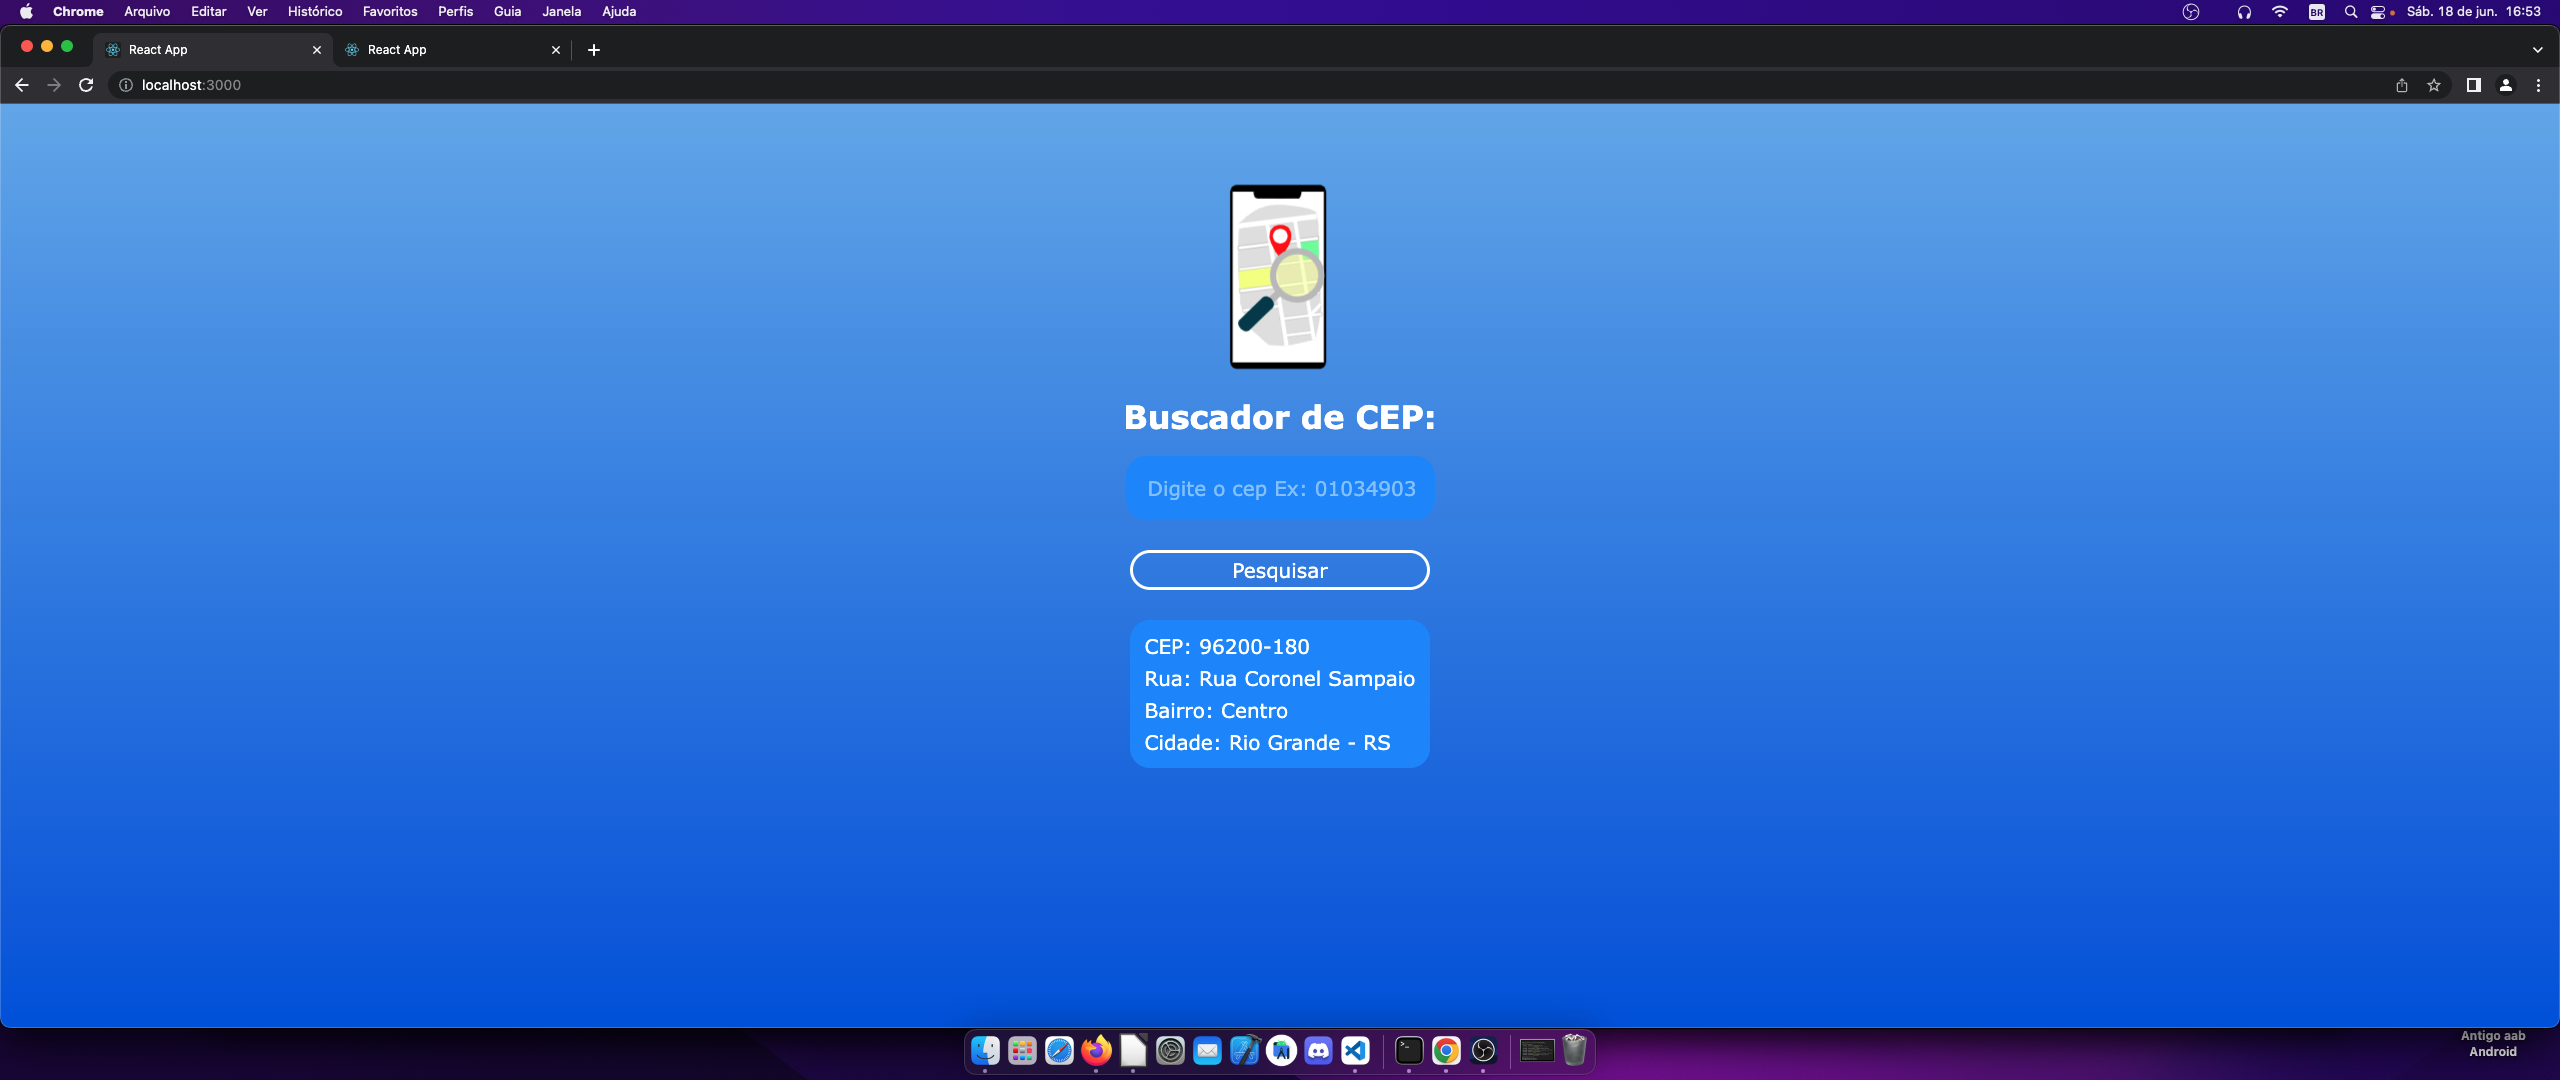 Chrome Arquivo Editar Ver Histórico Favoritos Perfis Guia Janela Ajuda BR Sáb. 18 de jun. 16:53
React App React App
localhost:3000
Buscador de CEP:
Digite o cep Ex: 01034903
Pesquisar
CEP: 96200-180
Rua: Rua Coronel Sampaio
Bairro: Centro
Cidade: Rio Grande - RS
Antigo aab
Android